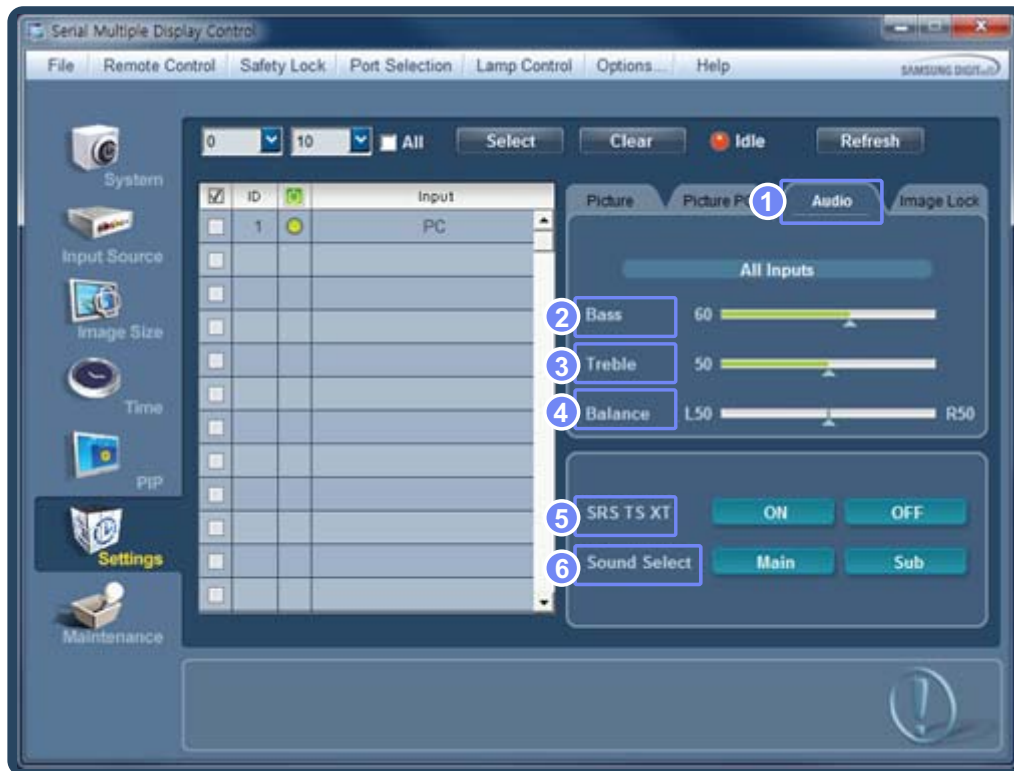 Serial Multiple Display Control
File Remote Control Safety Lock Port Selection Lamp Control Options... Help
0 10 All Select Clear Idle Refresh
System
Input Source
Image Size
Time
PIP
Settings
Maintenance
ID Input
1 PC
Picture Picture 1 Audio Image Lock
All Inputs
2 Bass 60
3 Treble 50
4 Balance L50 R50
5 SRS TS XT ON OFF
6 Sound Select Main Sub